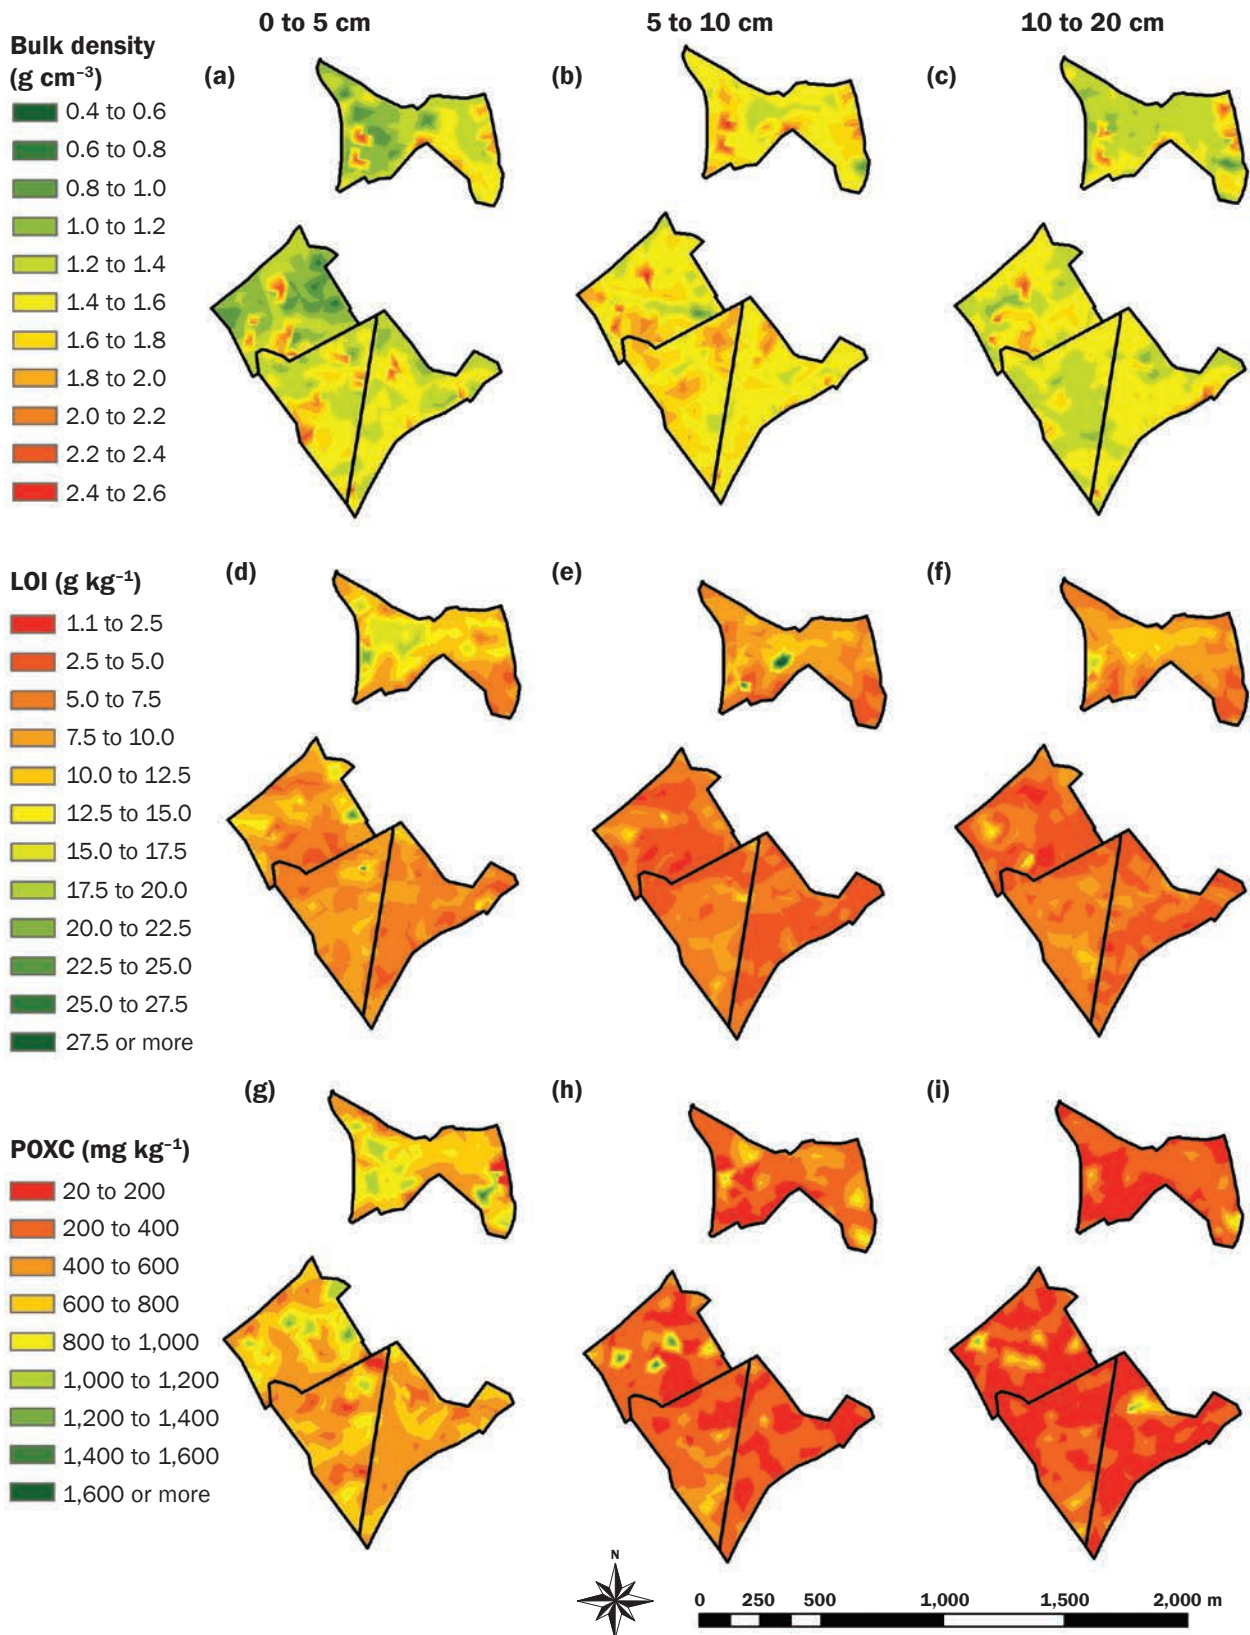 0 to 5 cm
5 to 10 cm
10 to 20 cm
Bulk density
(g cm⁻³)
(a)
(b)
(c)
0.4 to 0.6
0.6 to 0.8
0.8 to 1.0
1.0 to 1.2
1.2 to 1.4
1.4 to 1.6
1.6 to 1.8
1.8 to 2.0
2.0 to 2.2
2.2 to 2.4
2.4 to 2.6
LOI (g kg⁻¹)
(d)
(e)
(f)
1.1 to 2.5
2.5 to 5.0
5.0 to 7.5
7.5 to 10.0
10.0 to 12.5
12.5 to 15.0
15.0 to 17.5
17.5 to 20.0
20.0 to 22.5
22.5 to 25.0
25.0 to 27.5
27.5 or more
(g)
(h)
(i)
POXC (mg kg⁻¹)
20 to 200
200 to 400
400 to 600
600 to 800
800 to 1,000
1,000 to 1,200
1,200 to 1,400
1,400 to 1,600
1,600 or more
N
0 250 500 1,000 1,500 2,000 m